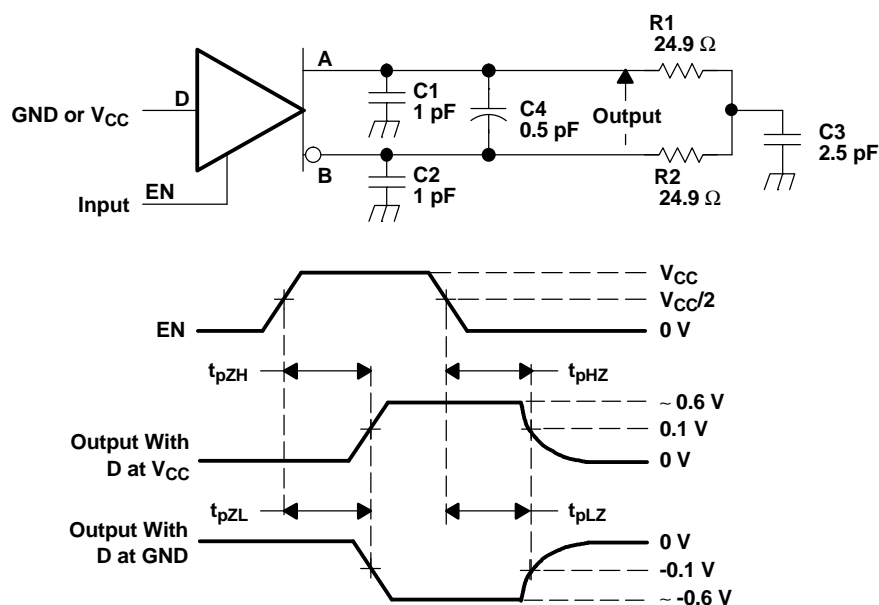 R1
24.9 Ω
A
C1
1 pF
C4
0.5 pF
Output
D
GND or VCC
C3
2.5 pF
B
C2
1 pF
R2
24.9 Ω
EN
Input
VCC
VCC/2
EN
0 V
tpZH
tpHZ
~ 0.6 V
0.1 V
Output With
D at VCC
0 V
tpZL
tpLZ
Output With
D at GND
0 V
-0.1 V
~ -0.6 V